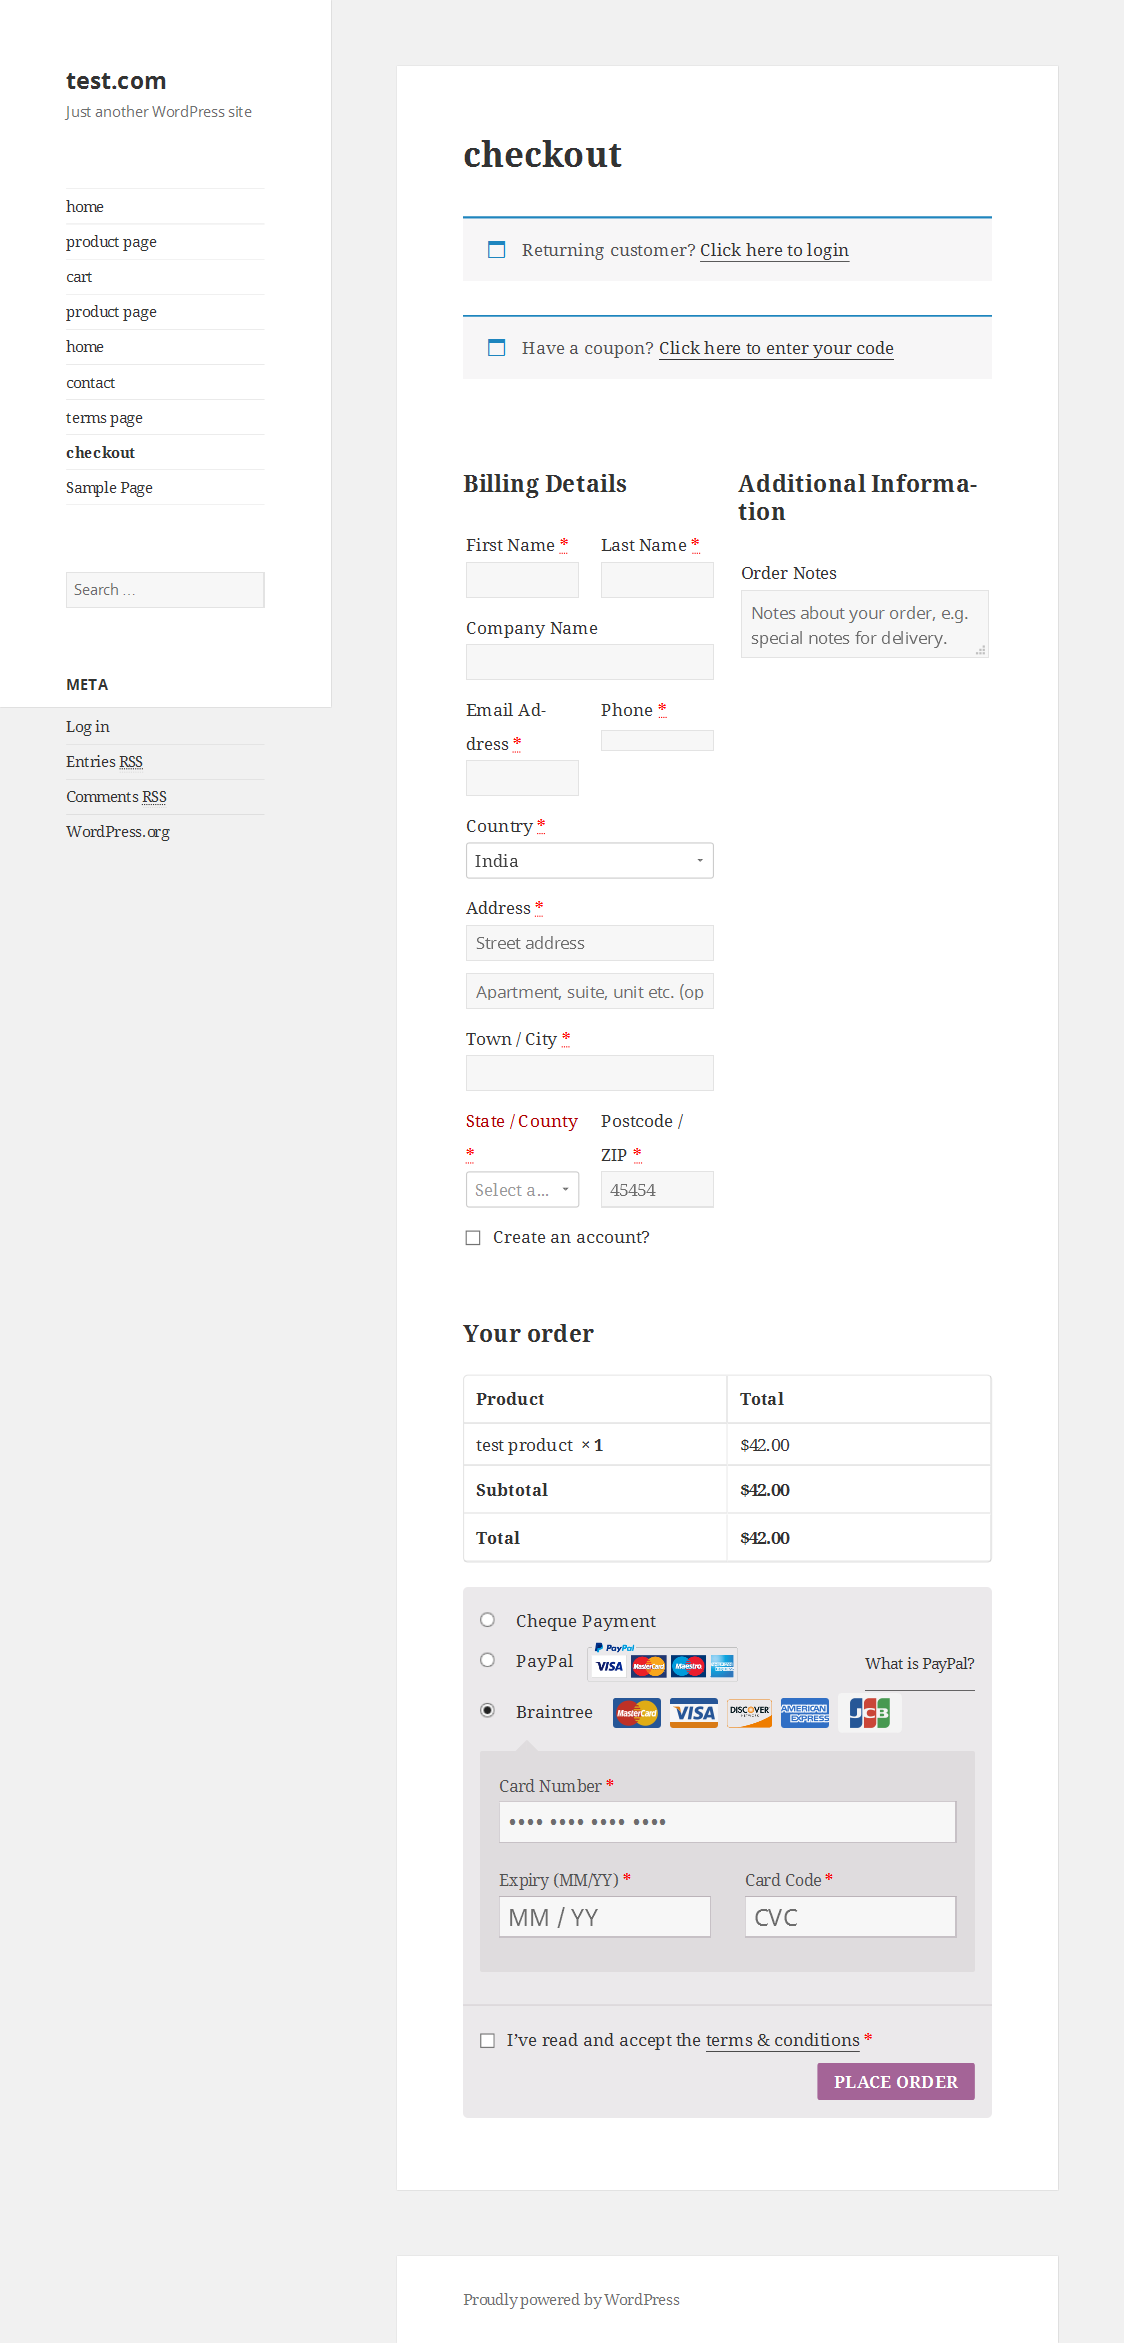 test.com
Just another WordPress site
home
product page
cart
product page
home
contact
terms page
checkout
Sample Page
Search …
META
Log in
Entries RSS
Comments RSS
WordPress.org
checkout
Returning customer? Click here to login
Have a coupon? Click here to enter your code
Billing Details
First Name * Last Name *
Company Name
Email Ad-
dress *
Phone *
Country *
India
Address *
Street address
Apartment, suite, unit etc. (op
Town / City *
State / County
*
Select a...
Postcode /
ZIP *
45454
Create an account?
Additional Informa-
tion
Order Notes
Notes about your order, e.g.
special notes for delivery.
Your order
Product Total
test product × 1 $42.00
Subtotal $42.00
Total $42.00
Cheque Payment
PayPal PayPal VISA MasterCard Maestro AMERICAN EXPRESS What is PayPal?
Braintree MasterCard VISA DISCOVER NETWORK AMERICAN EXPRESS JCB
Card Number *
•••• •••• •••• ••••
Expiry (MM/YY) * Card Code *
MM / YY CVC
I’ve read and accept the terms & conditions *
PLACE ORDER
Proudly powered by WordPress